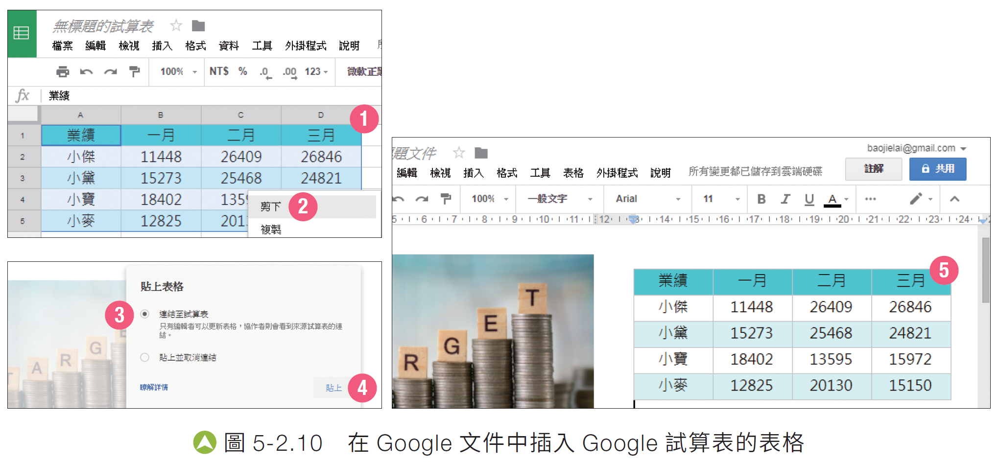 無標題的試算表
檔案 編輯 檢視 插入 格式 資料 工具 外掛程式 說明
100% NT$ % .0 .00 123 微軟正
fx 業績
A B C D
1
1 業績 一月 二月 三月
2 小傑 11448 26409 26846
3 小黛 15273 25468 24821
4 小寶 18402 135
5 小麥 12825 201
剪下 2
複製
貼上表格
3 連結至試算表
只有編輯者可以更新表格，協作者則會看到來源試算表的連
結。
貼上並取消連結
瞭解詳情 貼上 4
A R G E
題文件
baojielai@gmail.com
編輯 檢視 插入 格式 工具 表格 外掛程式 說明 所有變更都已儲存到雲端硬碟 註解 共用
100% 一般文字 Arial 11 B I U A
5 6 7 8 9 10 11 12 13 14 15 16 17 18 19 20 21 22 23 24
R G E T
5
業績 一月 二月 三月
小傑 11448 26409 26846
小黛 15273 25468 24821
小寶 18402 13595 15972
小麥 12825 20130 15150
圖 5-2.10 在 Google 文件中插入 Google 試算表的表格